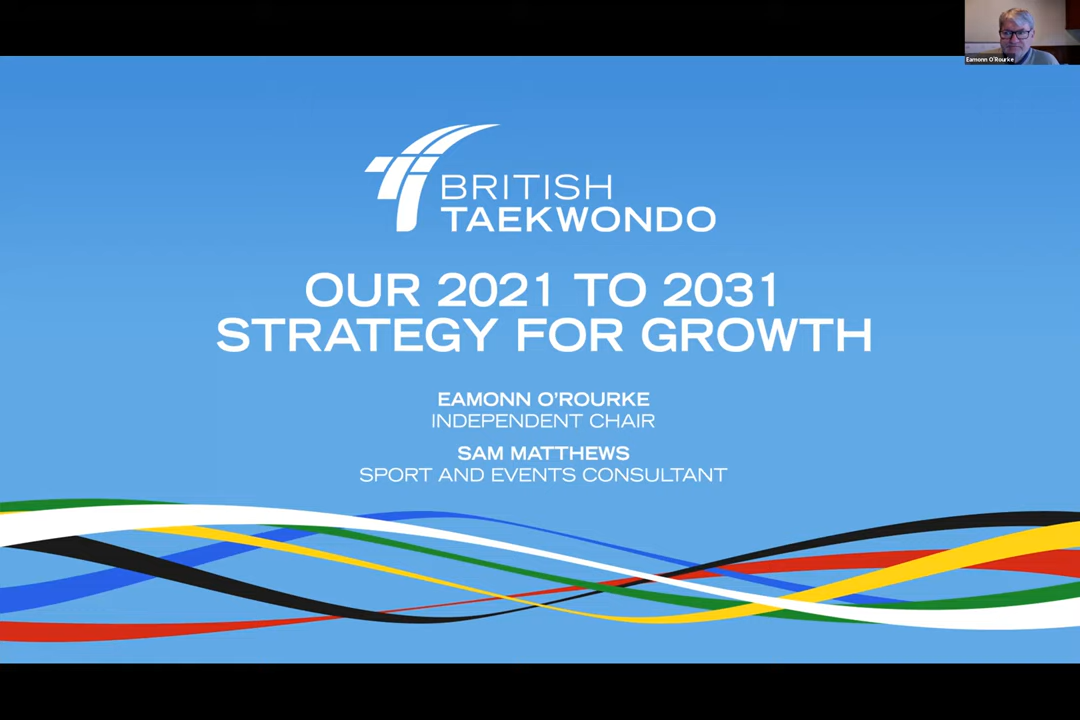 Eamonn O'Rourke
BRITISH
TAEKWONDO
OUR 2021 TO 2031
STRATEGY FOR GROWTH
EAMONN O'ROURKE
INDEPENDENT CHAIR
SAM MATTHEWS
SPORT AND EVENTS CONSULTANT